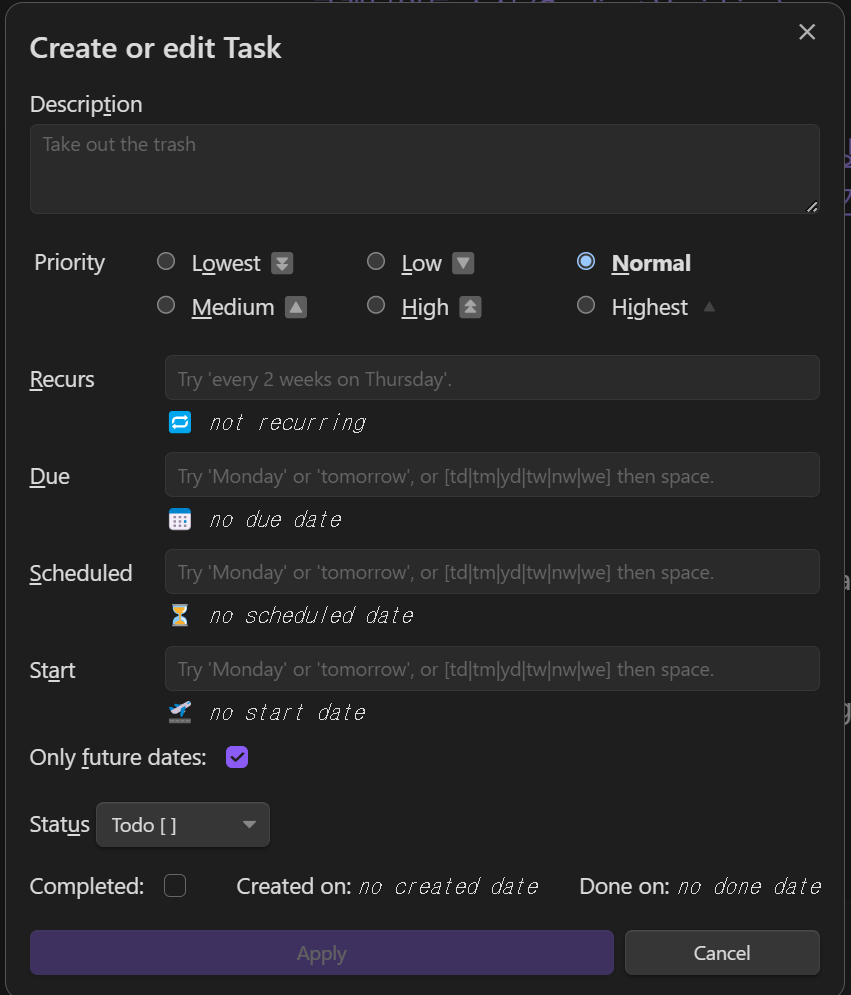 Create or edit Task
Description
Take out the trash
Priority
Lowest
Low
Normal
Medium
High
Highest
Recurs
Try 'every 2 weeks on Thursday'.
not recurring
Due
Try 'Monday' or 'tomorrow', or [td|tm|yd|tw|nw|we] then space.
no due date
Scheduled
Try 'Monday' or 'tomorrow', or [td|tm|yd|tw|nw|we] then space.
no scheduled date
Start
Try 'Monday' or 'tomorrow', or [td|tm|yd|tw|nw|we] then space.
no start date
Only future dates:
Status Todo [ ]
Completed: Created on: no created date Done on: no done date
Apply Cancel